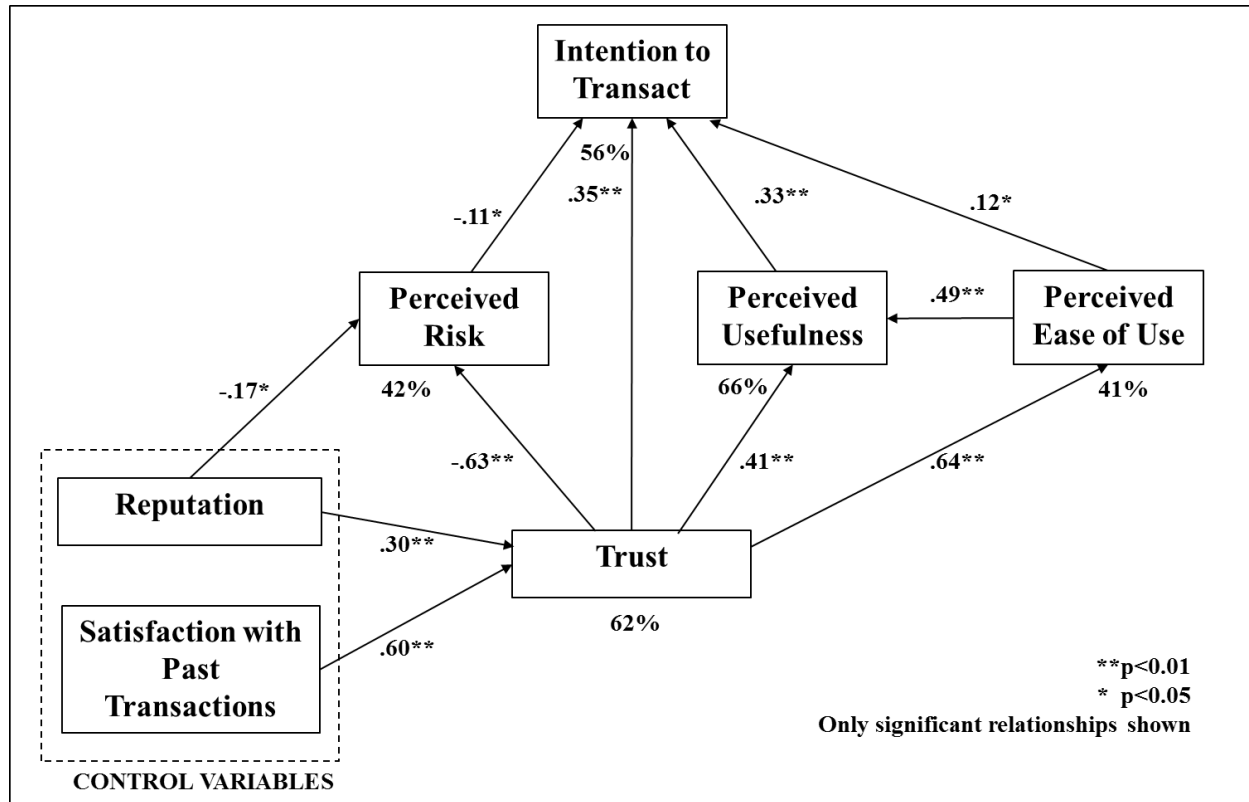 Intention to
Transact
56%
.35**
.33**
.12*
-.11*
Perceived
Risk
42%
Perceived
Usefulness
66%
.49**
Perceived
Ease of Use
41%
-.17*
-.63**
.41**
.64**
Reputation
.30**
Trust
62%
Satisfaction with
Past
Transactions
.60**
CONTROL VARIABLES
**p<0.01
* p<0.05
Only significant relationships shown